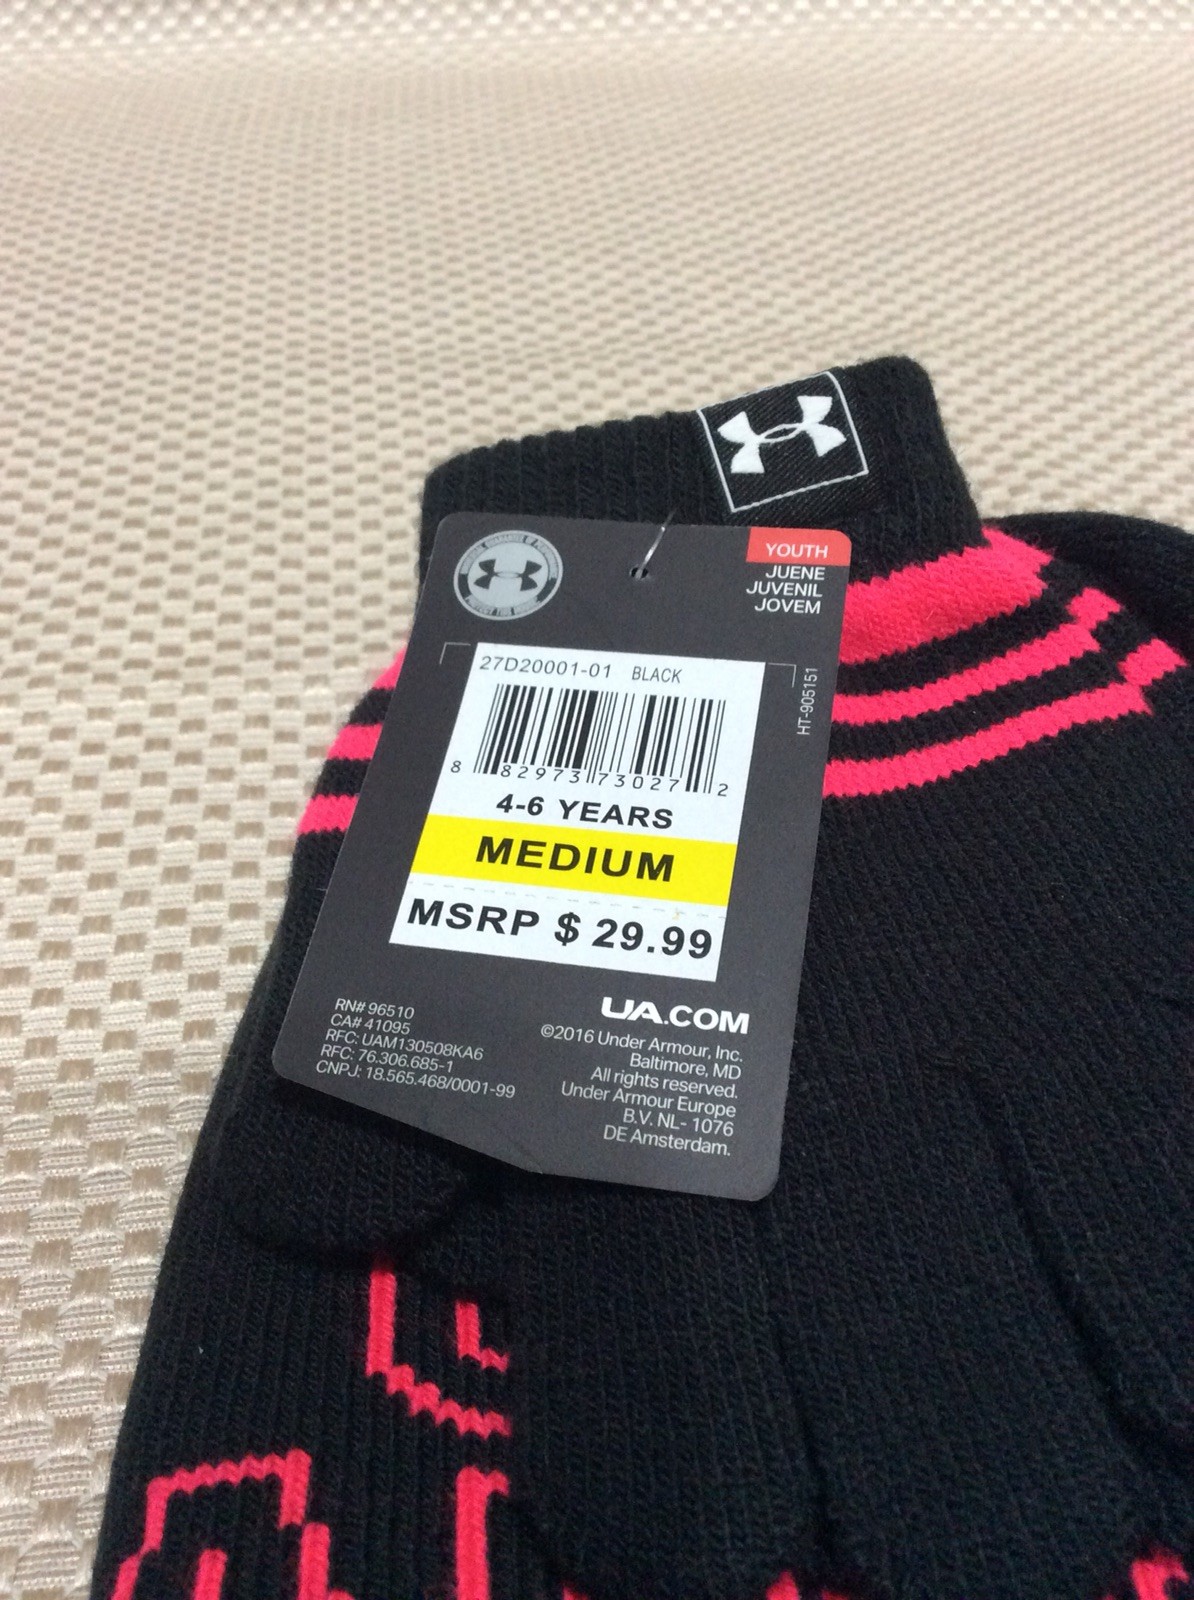 YOUTH
JUENE
JUVENIL
JOVEM
27D20001-01 BLACK
HT-905151
8 82973 73027 2
4-6 YEARS
MEDIUM
MSRP $ 29.99
RN# 96510
CA# 41095
RFC: UAM130508KA6
RFC: 76.306.685-1
CNPJ: 18.565.468/0001-99
UA.COM
©2016 Under Armour, Inc.
Baltimore, MD
All rights reserved.
Under Armour Europe
B.V. NL- 1076
DE Amsterdam.